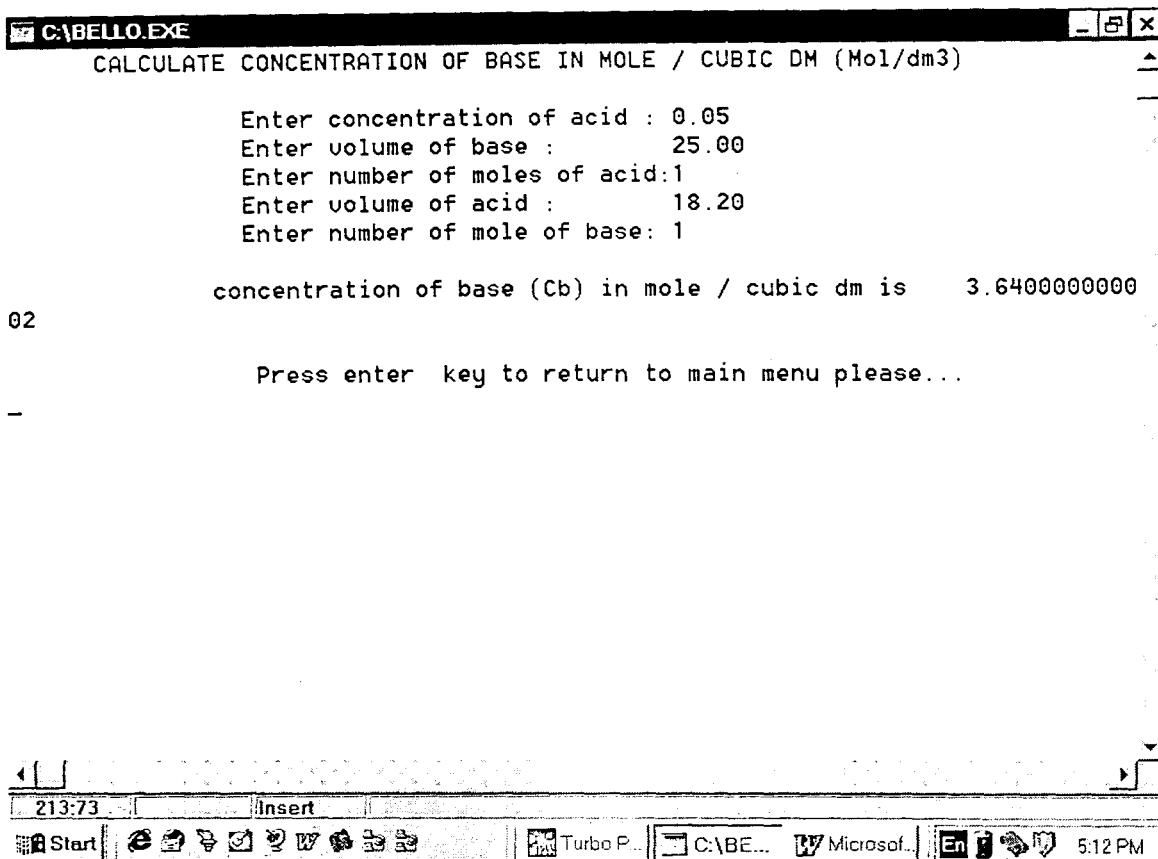 C:\BELLO.EXE
CALCULATE CONCENTRATION OF BASE IN MOLE / CUBIC DM (Mol/dm3)
Enter concentration of acid : 0.05
Enter volume of base : 25.00
Enter number of moles of acid:1
Enter volume of acid : 18.20
Enter number of mole of base: 1
concentration of base (Cb) in mole / cubic dm is 3.6400000000
02
Press enter key to return to main menu please...
213:73 Insert
Start Turbo P... C:\BE... Microsof... En 5:12 PM